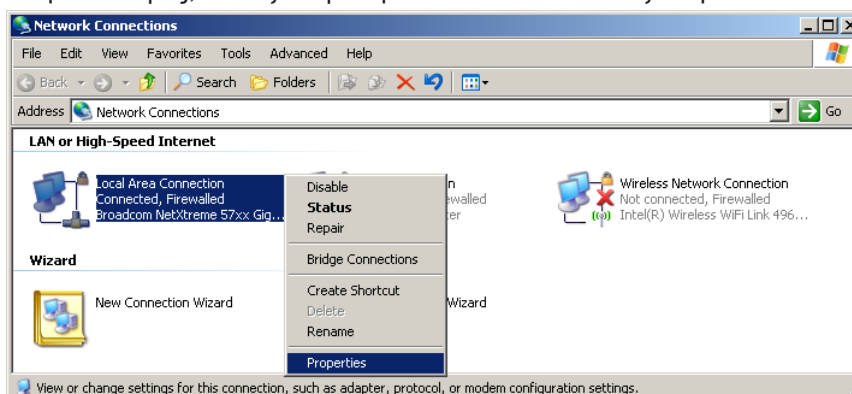 Network Connections
File Edit View Favorites Tools Advanced Help
Back Search Folders
Address Network Connections Go
LAN or High-Speed Internet
Local Area Connection
Connected, Firewalled
Broadcom NetXtreme 57xx Gig...
Disable
Status
Repair
Bridge Connections
Create Shortcut
Delete
Rename
Properties
Wireless Network Connection
Not connected, Firewalled
Intel(R) Wireless WiFi Link 496...
Wizard
New Connection Wizard
Wizard
View or change settings for this connection, such as adapter, protocol, or modem configuration settings.